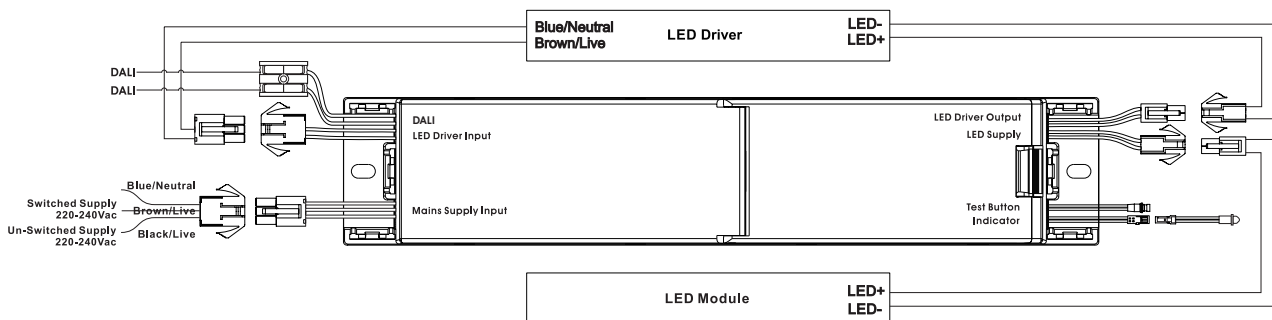 Blue/Neutral
Brown/Live
LED Driver
LED-
LED+
DALI
DALI
DALI
LED Driver Input
LED Driver Output
LED Supply
Blue/Neutral
Switched Supply
220-240Vac
Brown/Live
Un-Switched Supply
220-240Vac
Black/Live
Mains Supply Input
Test Button
Indicator
LED Module
LED+
LED-